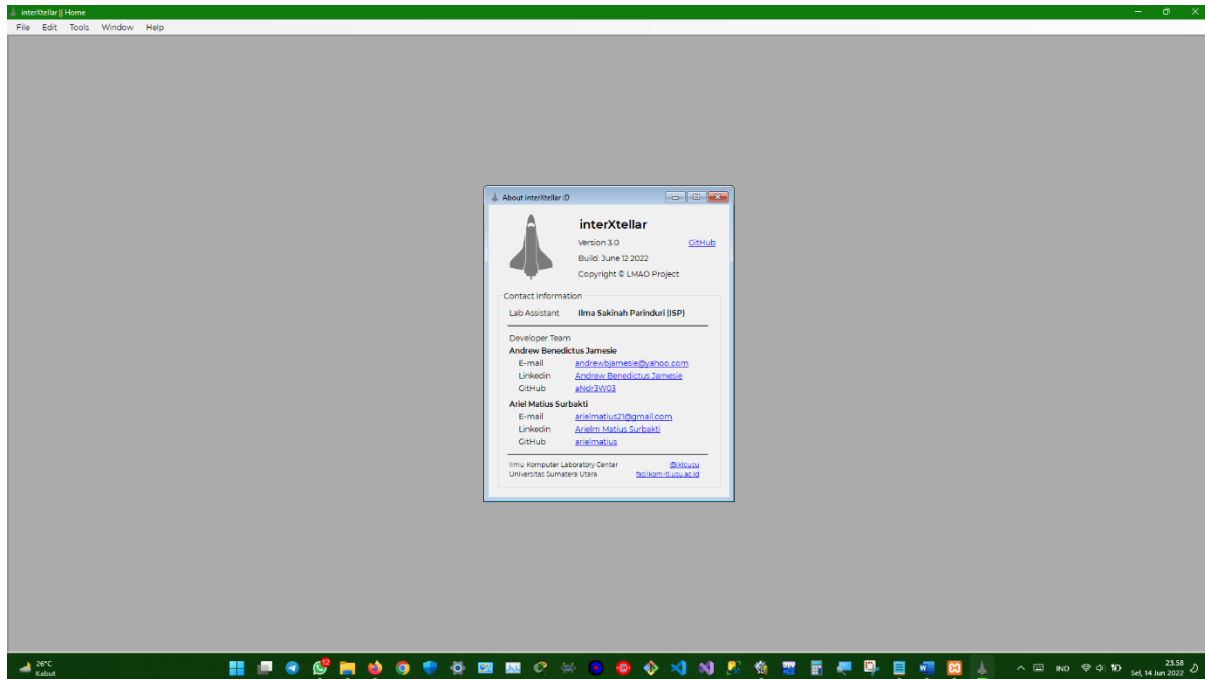 interXtellar || Home
File Edit Tools Window Help
About interXtellar :D
interXtellar
Version 3.0 GitHub
Build: June 12 2022
Copyright © LMAO Project
Contact Information
Lab Assistant Ilma Sakinah Parinduri (ISP)
Developer Team
Andrew Benedictus Jamesie
E-mail andrewbjamesie@yahoo.com
Linkedin Andrew Benedictus Jamesie
GitHub aNdr3W03
Ariel Matius Surbakti
E-mail arielmatius21@gmail.com
Linkedin Arielm Matius Surbakti
GitHub arielmatius
Ilmu Komputer Laboratory Center @iklcusu
Universitas Sumatera Utara fasilkom-ti.usu.ac.id
26°C
Kabut
IND
23.58
Sel, 14 Jun 2022